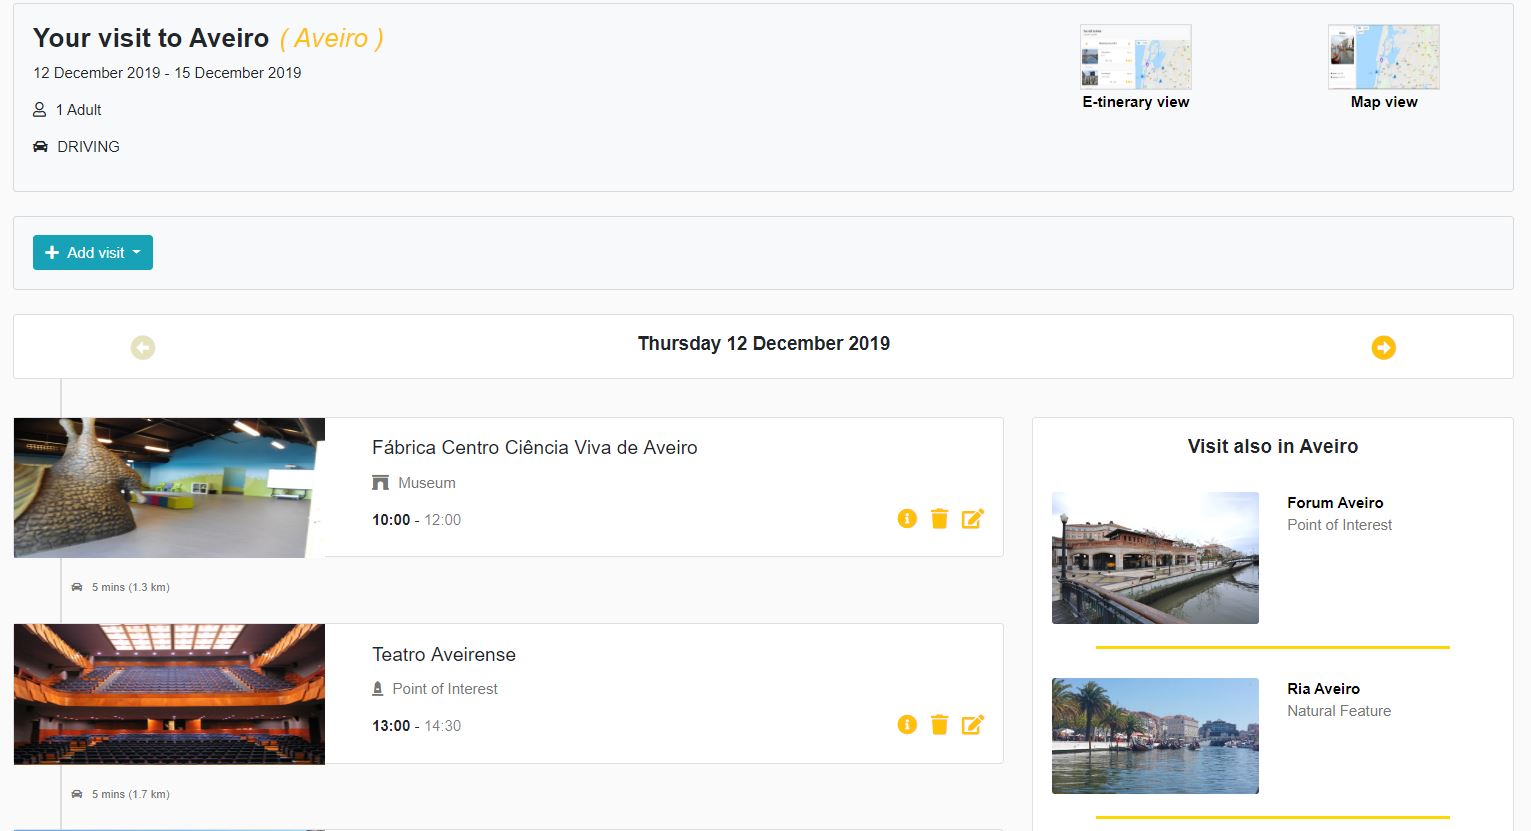 Your visit to Aveiro ( Aveiro )
12 December 2019 - 15 December 2019
1 Adult
DRIVING
E-tinerary view
Map view
Add visit
Thursday 12 December 2019
Fábrica Centro Ciência Viva de Aveiro
Museum
10:00 - 12:00
5 mins (1.3 km)
Teatro Aveirense
Point of Interest
13:00 - 14:30
5 mins (1.7 km)
Visit also in Aveiro
Forum Aveiro
Point of Interest
Ria Aveiro
Natural Feature